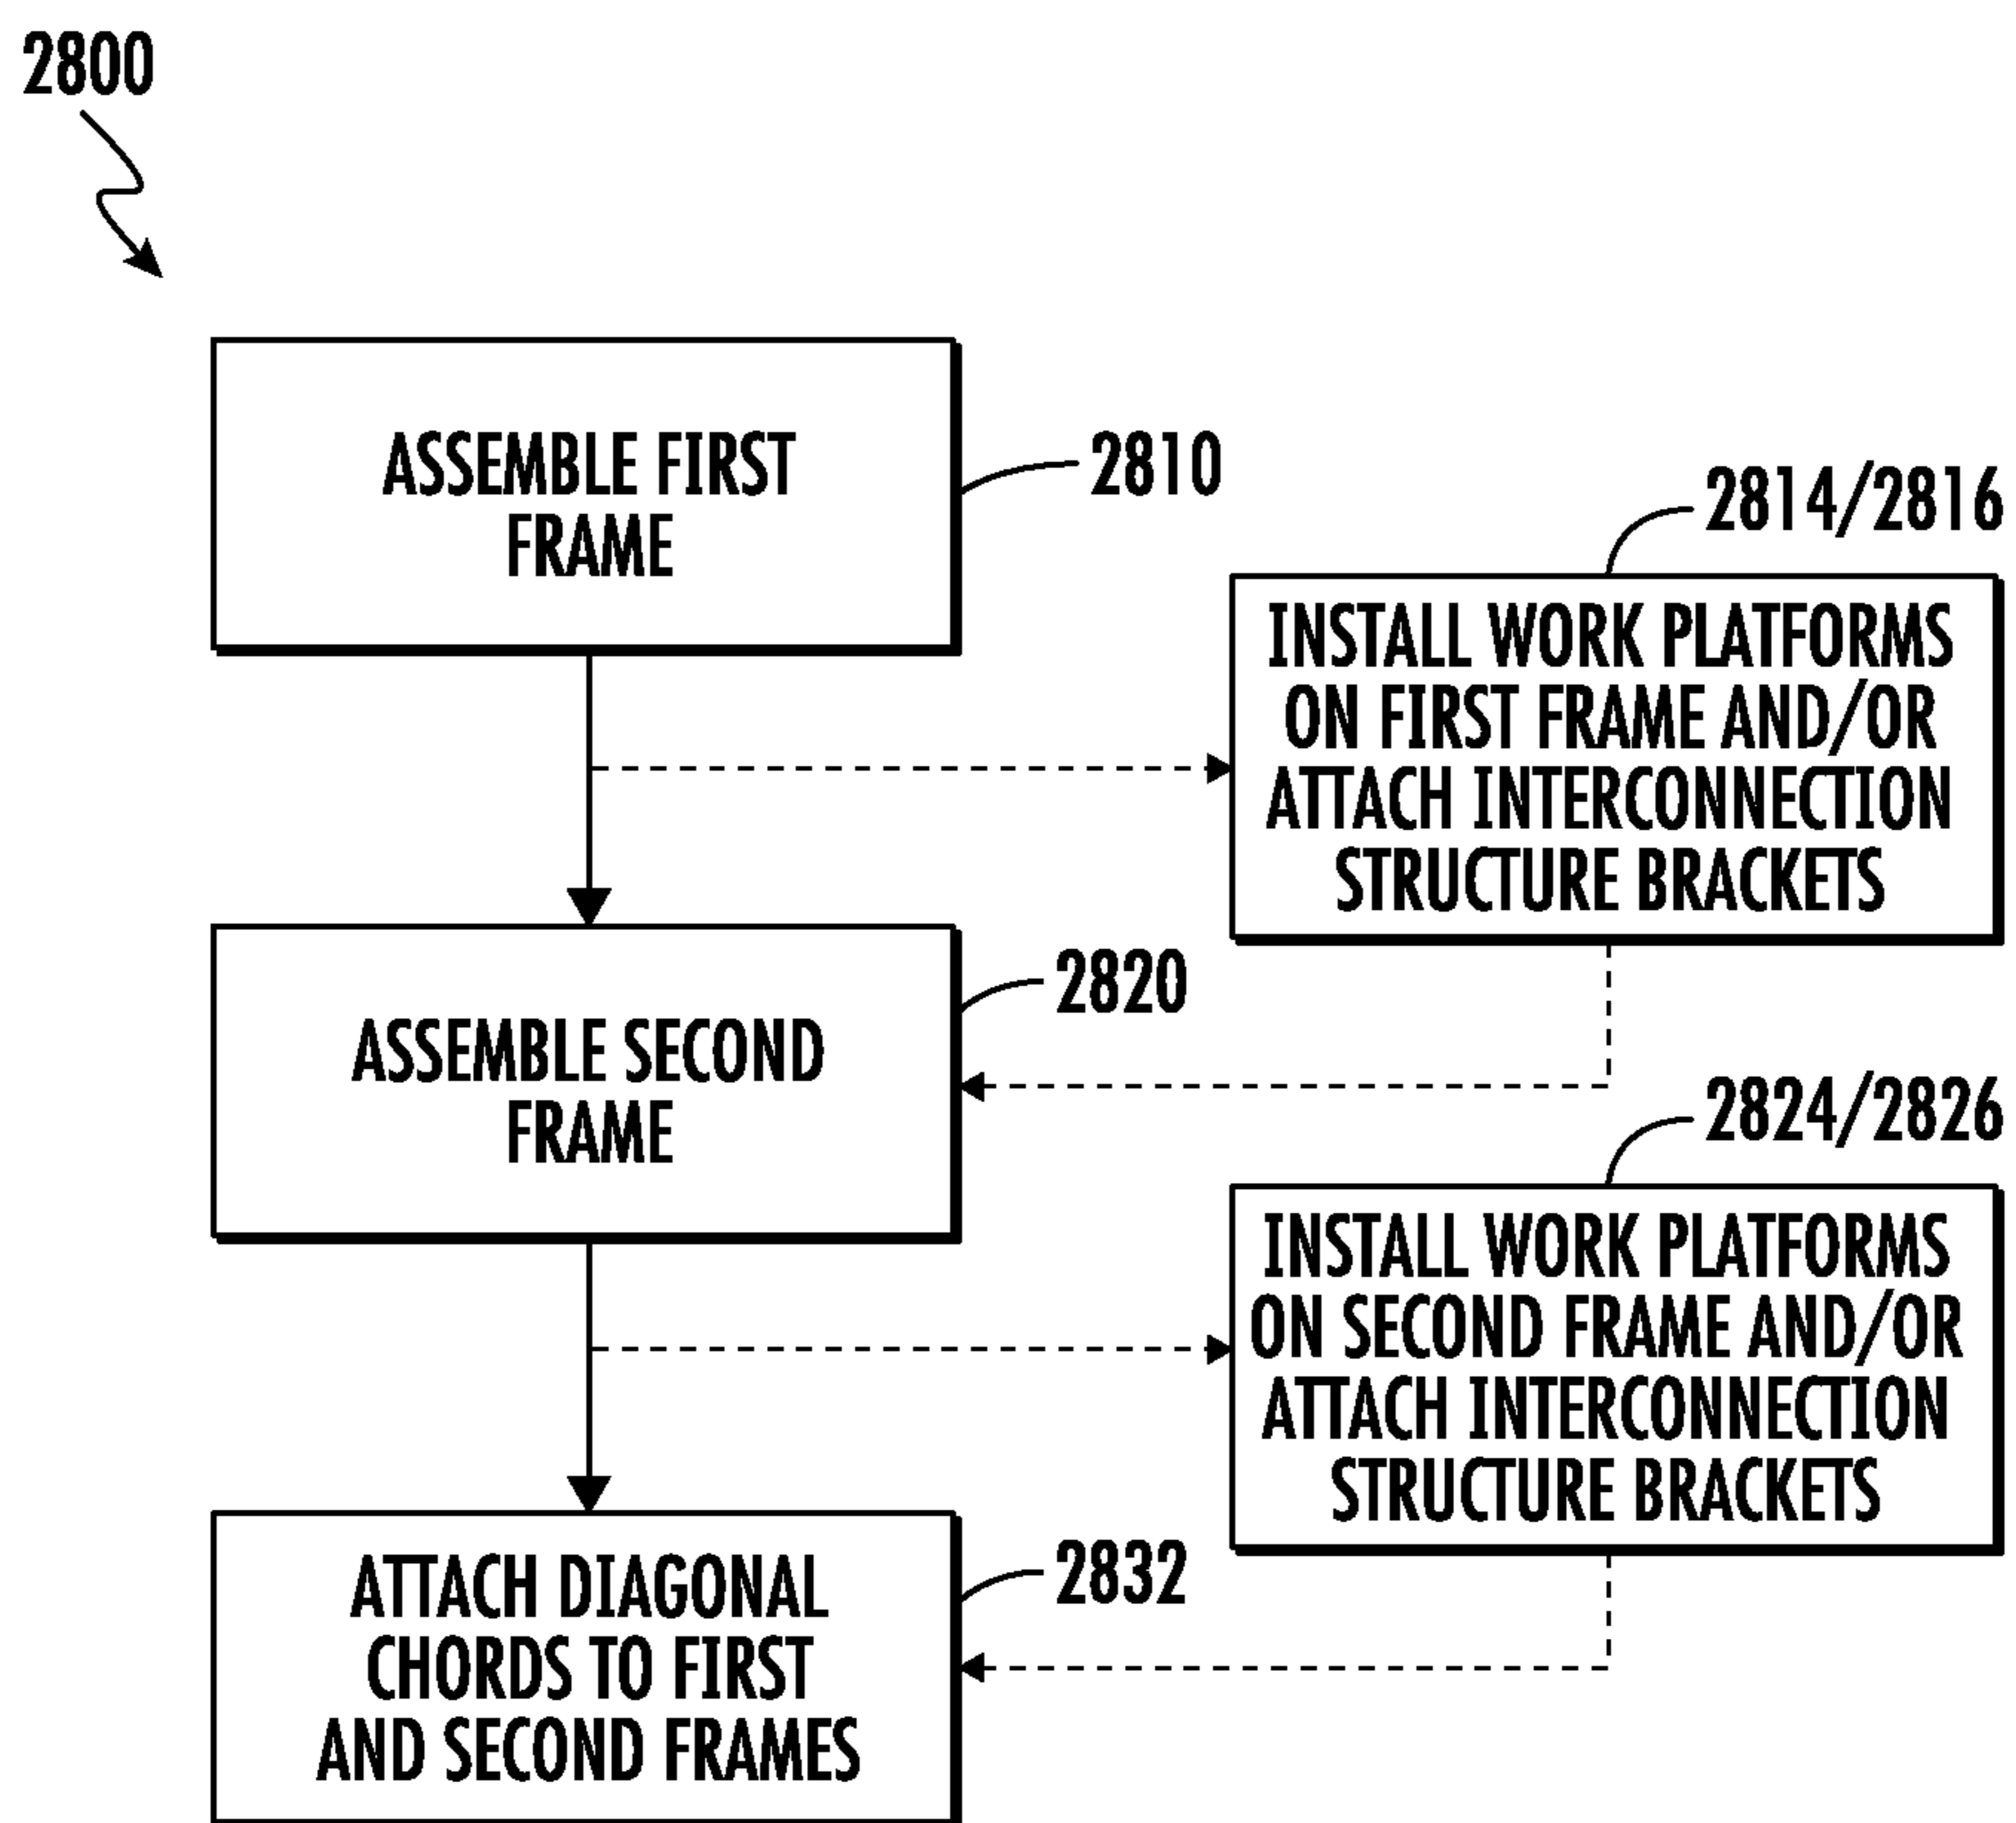 2800
ASSEMBLE FIRST
FRAME
2810
2814/2816
INSTALL WORK PLATFORMS
ON FIRST FRAME AND/OR
ATTACH INTERCONNECTION
STRUCTURE BRACKETS
ASSEMBLE SECOND
FRAME
2820
2824/2826
INSTALL WORK PLATFORMS
ON SECOND FRAME AND/OR
ATTACH INTERCONNECTION
STRUCTURE BRACKETS
ATTACH DIAGONAL
CHORDS TO FIRST
AND SECOND FRAMES
2832